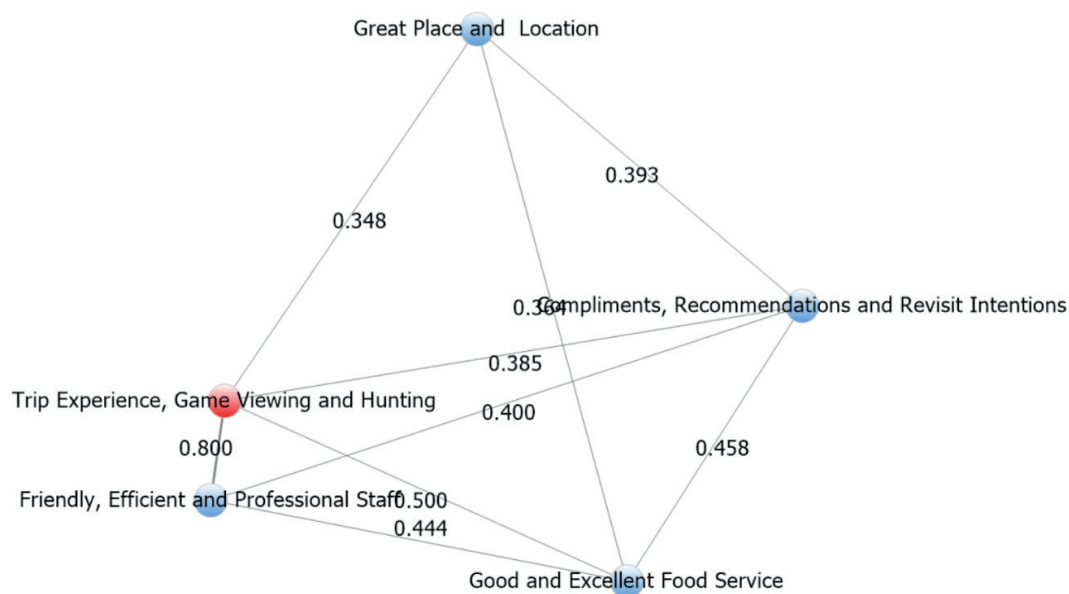 Great Place and  Location
0.393
0.348
0.364
Compliments, Recommendations and Revisit Intentions
0.385
Trip Experience, Game Viewing and Hunting
0.400
0.800
0.458
Friendly, Efficient and Professional Staff
0.500
0.444
Good and Excellent Food Service